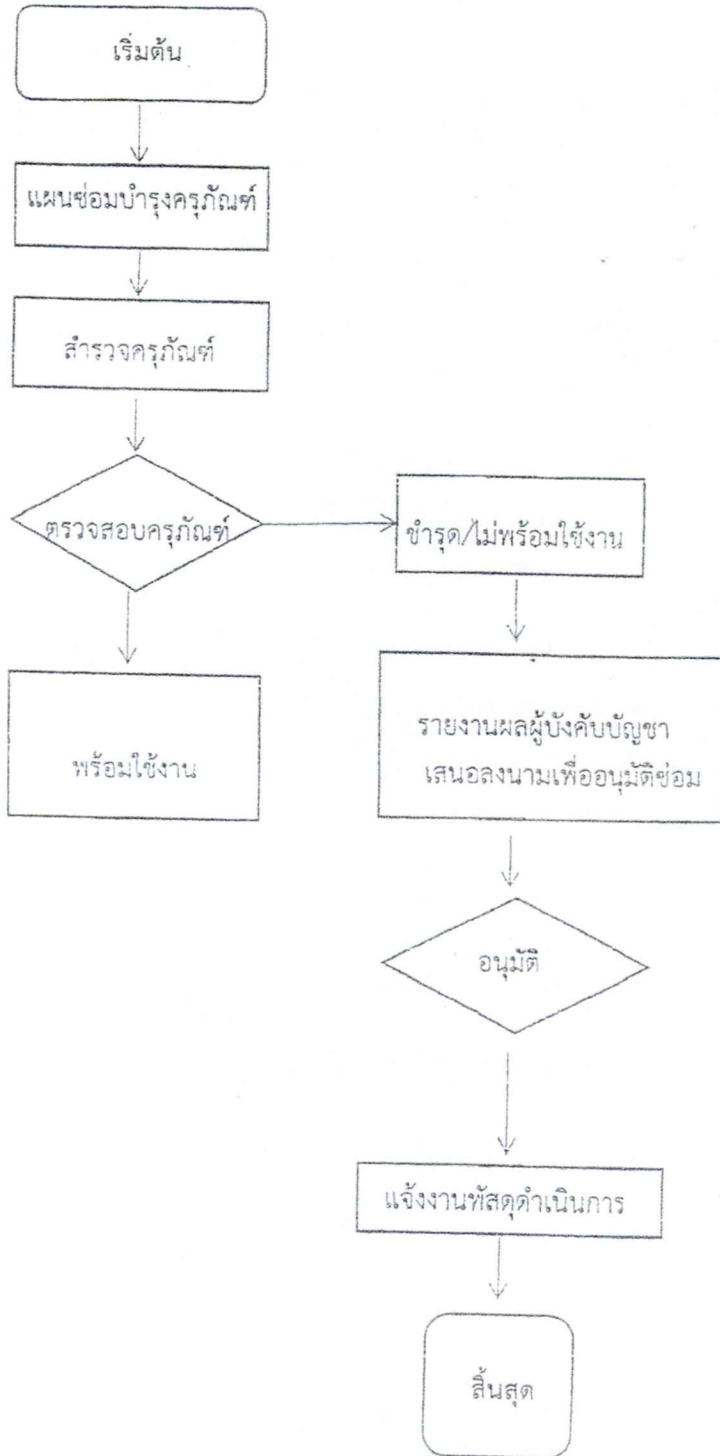 เริ่มต้น
แผนซ่อมบำรุงครุภัณฑ์
สำรวจครุภัณฑ์
ตรวจสอบครุภัณฑ์
ชำรุด/ไม่พร้อมใช้งาน
พร้อมใช้งาน
รายงานผลผู้บังคับบัญชา
เสนอลงนามเพื่ออนุมัติซ่อม
อนุมัติ
แจ้งงานพัสดุดำเนินการ
สิ้นสุด